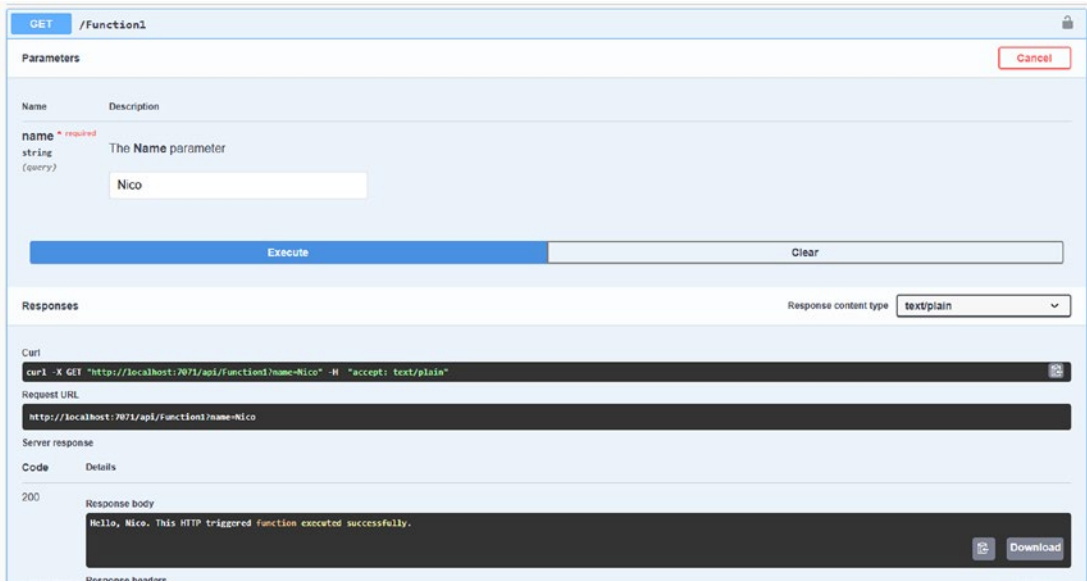 GET /Function1
Parameters
Cancel
Name Description
name * required
string
(query)
The Name parameter
Nico
Execute Clear
Responses Response content type text/plain
Curl
curl -X GET "http://localhost:7071/api/Function1?name=Nico" -H "accept: text/plain"
Request URL
http://localhost:7071/api/Function1?name=Nico
Server response
Code Details
200
Response body
Hello, Nico. This HTTP triggered function executed successfully.
Download
Response headers